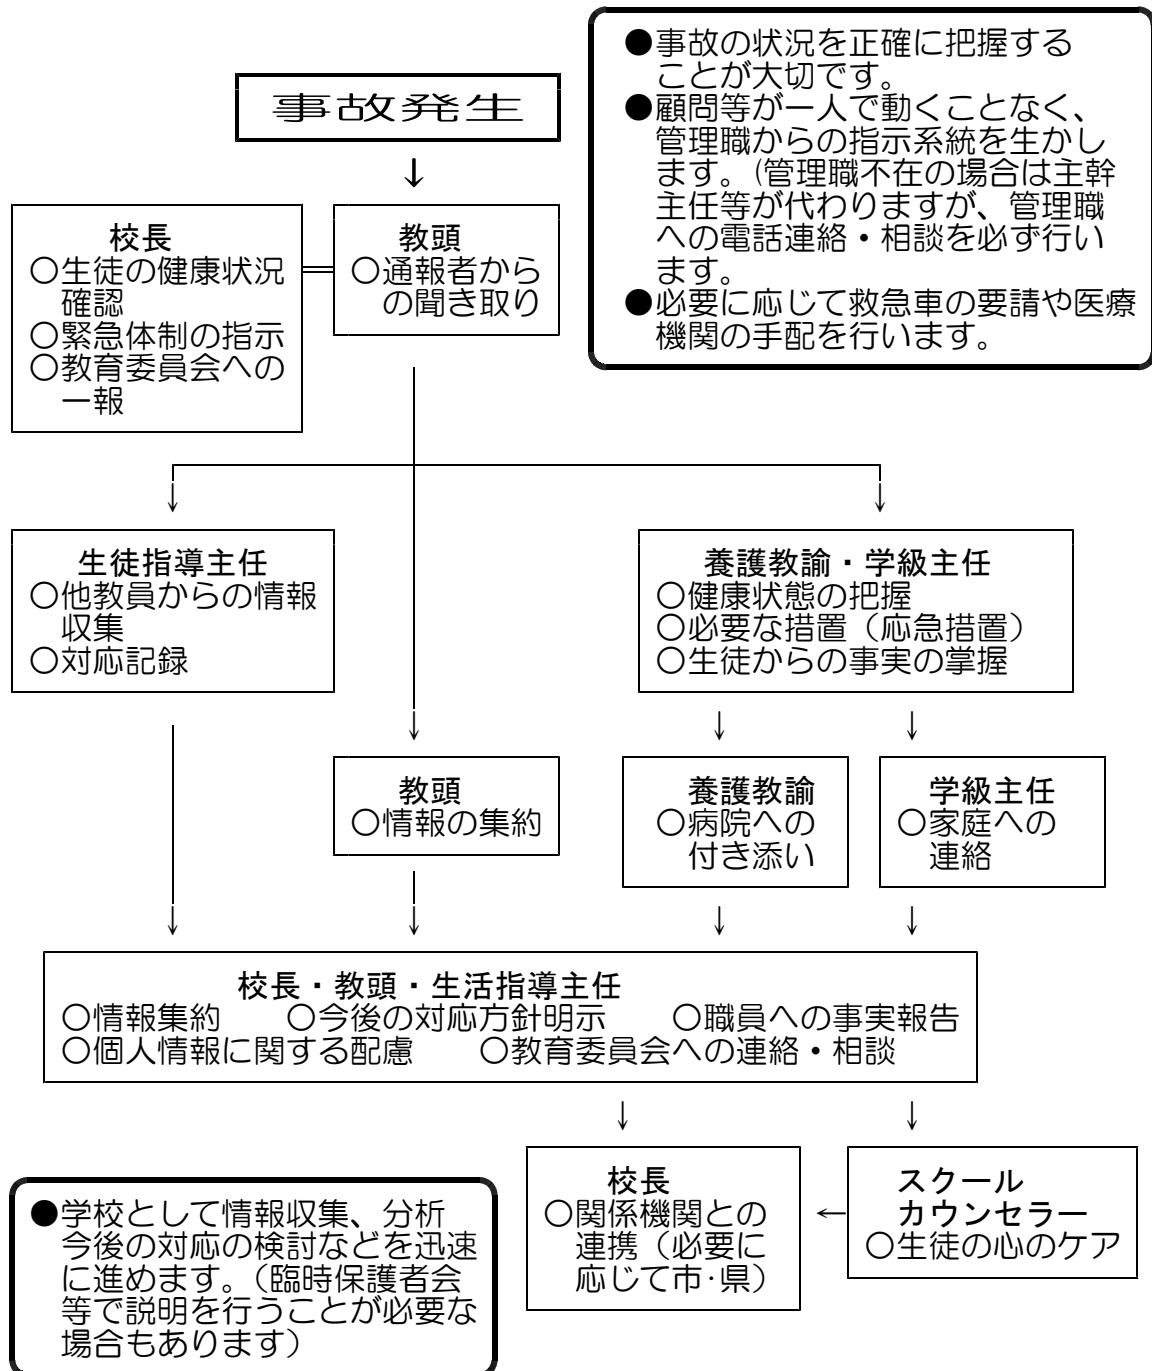 事故発生
↓
●事故の状況を正確に把握する
ことが大切です。
●顧問等が一人で動くことなく、
管理職からの指示系統を生かし
ます。(管理職不在の場合は主幹
主任等が代わりますが、管理職
への電話連絡・相談を必ず行い
ます。
●必要に応じて救急車の要請や医療
機関の手配を行います。
校長
○生徒の健康状況
確認
○緊急体制の指示
○教育委員会への
一報
教頭
○通報者から
の聞き取り
↓
↓
生徒指導主任
○他教員からの情報
収集
○対応記録
養護教諭・学級主任
○健康状態の把握
○必要な措置（応急措置）
○生徒からの事実の掌握
↓
↓
↓
教頭
○情報の集約
養護教諭
○病院への
付き添い
学級主任
○家庭への
連絡
↓
↓
↓
↓
校長・教頭・生活指導主任
○情報集約 ○今後の対応方針明示 ○職員への事実報告
○個人情報に関する配慮 ○教育委員会への連絡・相談
↓
↓
校長
○関係機関との
連携（必要に
応じて市･県）
←
スクール
カウンセラー
○生徒の心のケア
●学校として情報収集、分析
今後の対応の検討などを迅速
に進めます。（臨時保護者会
等で説明を行うことが必要な
場合もあります）